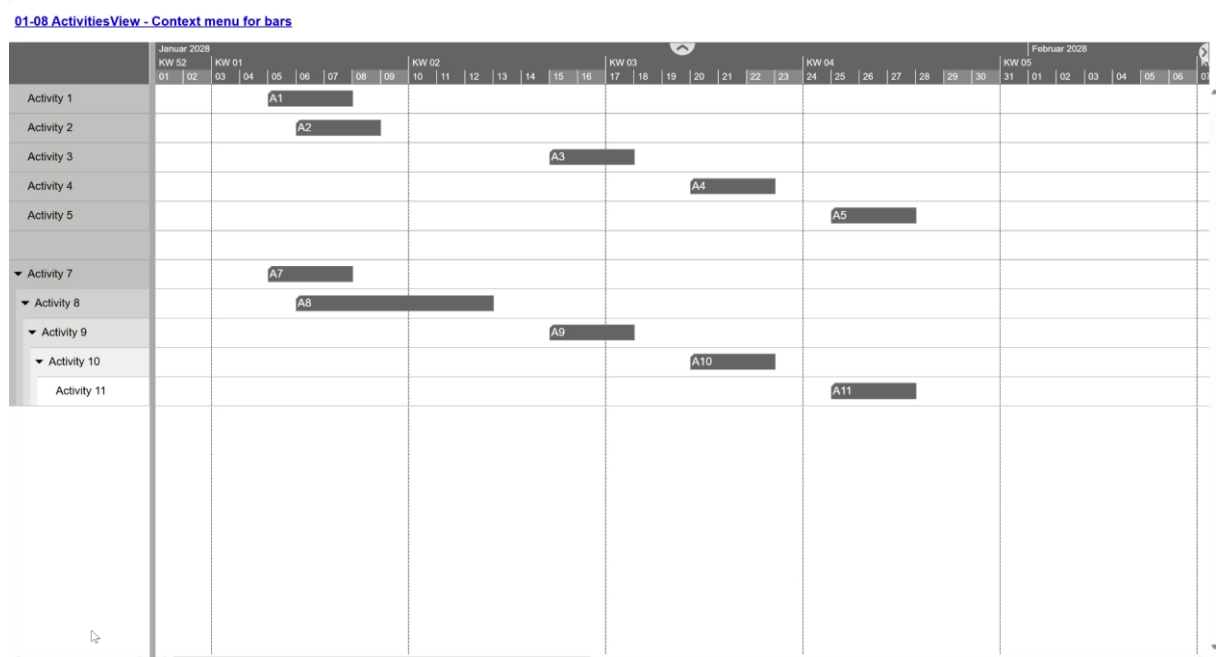 01-08 ActivitiesView - Context menu for bars
Januar 2028 Februar 2028
KW 52 KW 01 KW 02 KW 03 KW 04 KW 05
01 02 03 04 05 06 07 08 09 10 11 12 13 14 15 16 17 18 19 20 21 22 23 24 25 26 27 28 29 30 31 01 02 03 04 05 06 07
Activity 1 A1
Activity 2 A2
Activity 3 A3
Activity 4 A4
Activity 5 A5
Activity 7 A7
Activity 8 A8
Activity 9 A9
Activity 10 A10
Activity 11 A11